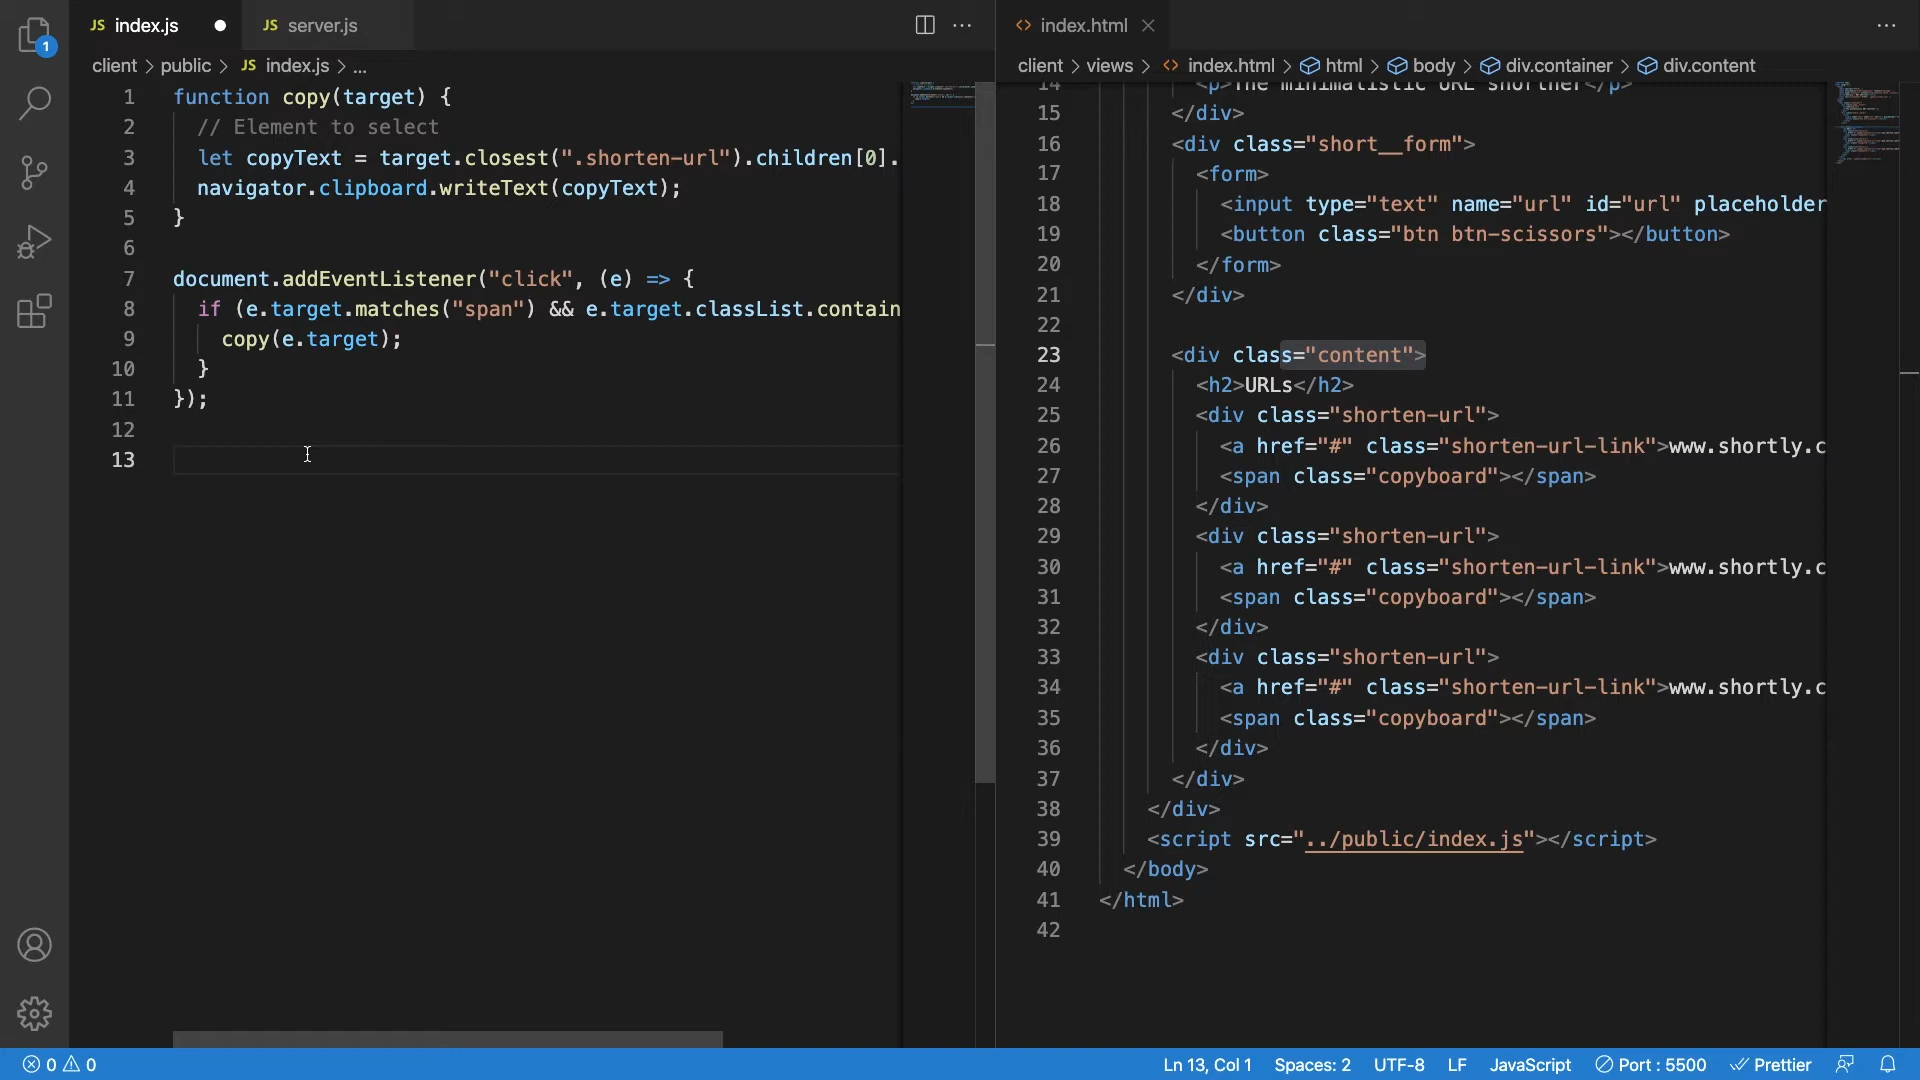 JS index.js
JS server.js
index.html
client > public > JS index.js > ...
client > views > index.html > html > body > div.container > div.content
1 function copy(target) {
2 // Element to select
3 let copyText = target.closest(".shorten-url").children[0].
4 navigator.clipboard.writeText(copyText);
5 }
6
7 document.addEventListener("click", (e) => {
8 if (e.target.matches("span") && e.target.classList.contain
9 copy(e.target);
10 }
11 });
12
13
14 <p>The minimalistic URL shortner</p>
15 </div>
16 <div class="short__form">
17 <form>
18 <input type="text" name="url" id="url" placeholder
19 <button class="btn btn-scissors"></button>
20 </form>
21 </div>
22
23 <div class="content">
24 <h2>URLs</h2>
25 <div class="shorten-url">
26 <a href="#" class="shorten-url-link">www.shortly.c
27 <span class="copyboard"></span>
28 </div>
29 <div class="shorten-url">
30 <a href="#" class="shorten-url-link">www.shortly.c
31 <span class="copyboard"></span>
32 </div>
33 <div class="shorten-url">
34 <a href="#" class="shorten-url-link">www.shortly.c
35 <span class="copyboard"></span>
36 </div>
37 </div>
38 </div>
39 <script src="../public/index.js"></script>
40 </body>
41 </html>
42
1
0 0
Ln 13, Col 1 Spaces: 2 UTF-8 LF JavaScript Port : 5500 Prettier